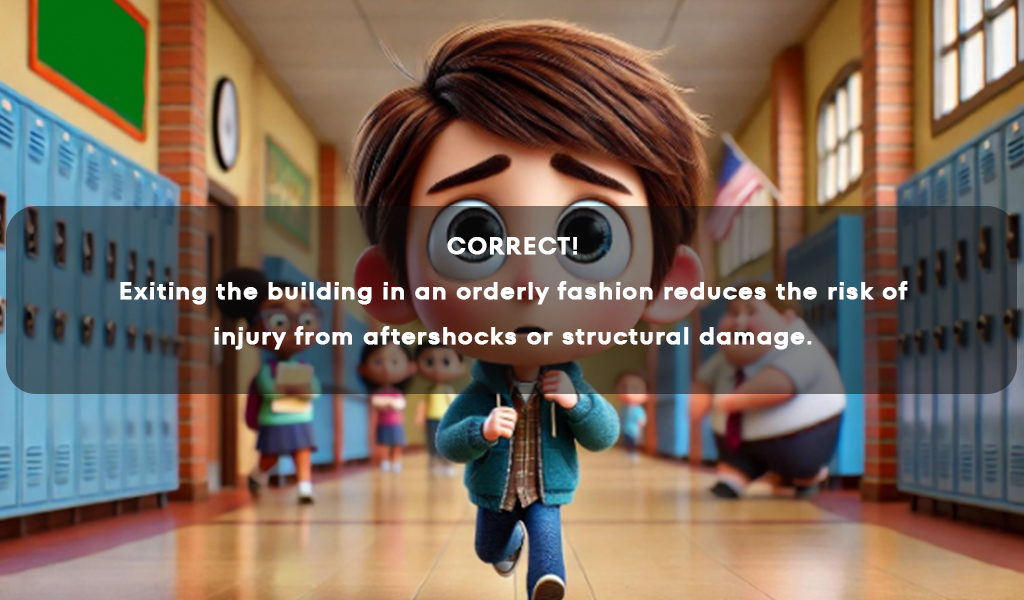 CORRECT!
Exiting the building in an orderly fashion reduces the risk of
injury from aftershocks or structural damage.